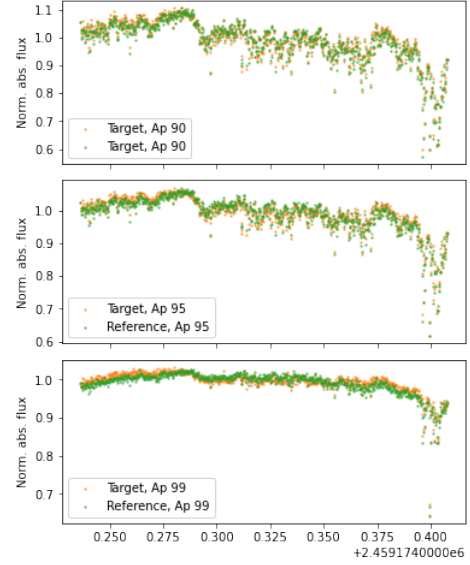 1.1
1.0
0.9
0.8
0.7
0.6
Norm. abs. flux
Target, Ap 90
Target, Ap 90
1.0
0.9
0.8
0.7
0.6
Norm. abs. flux
Target, Ap 95
Reference, Ap 95
1.0
0.9
0.8
0.7
Norm. abs. flux
Target, Ap 99
Reference, Ap 99
0.250 0.275 0.300 0.325 0.350 0.375 0.400
+2.4591740000e6